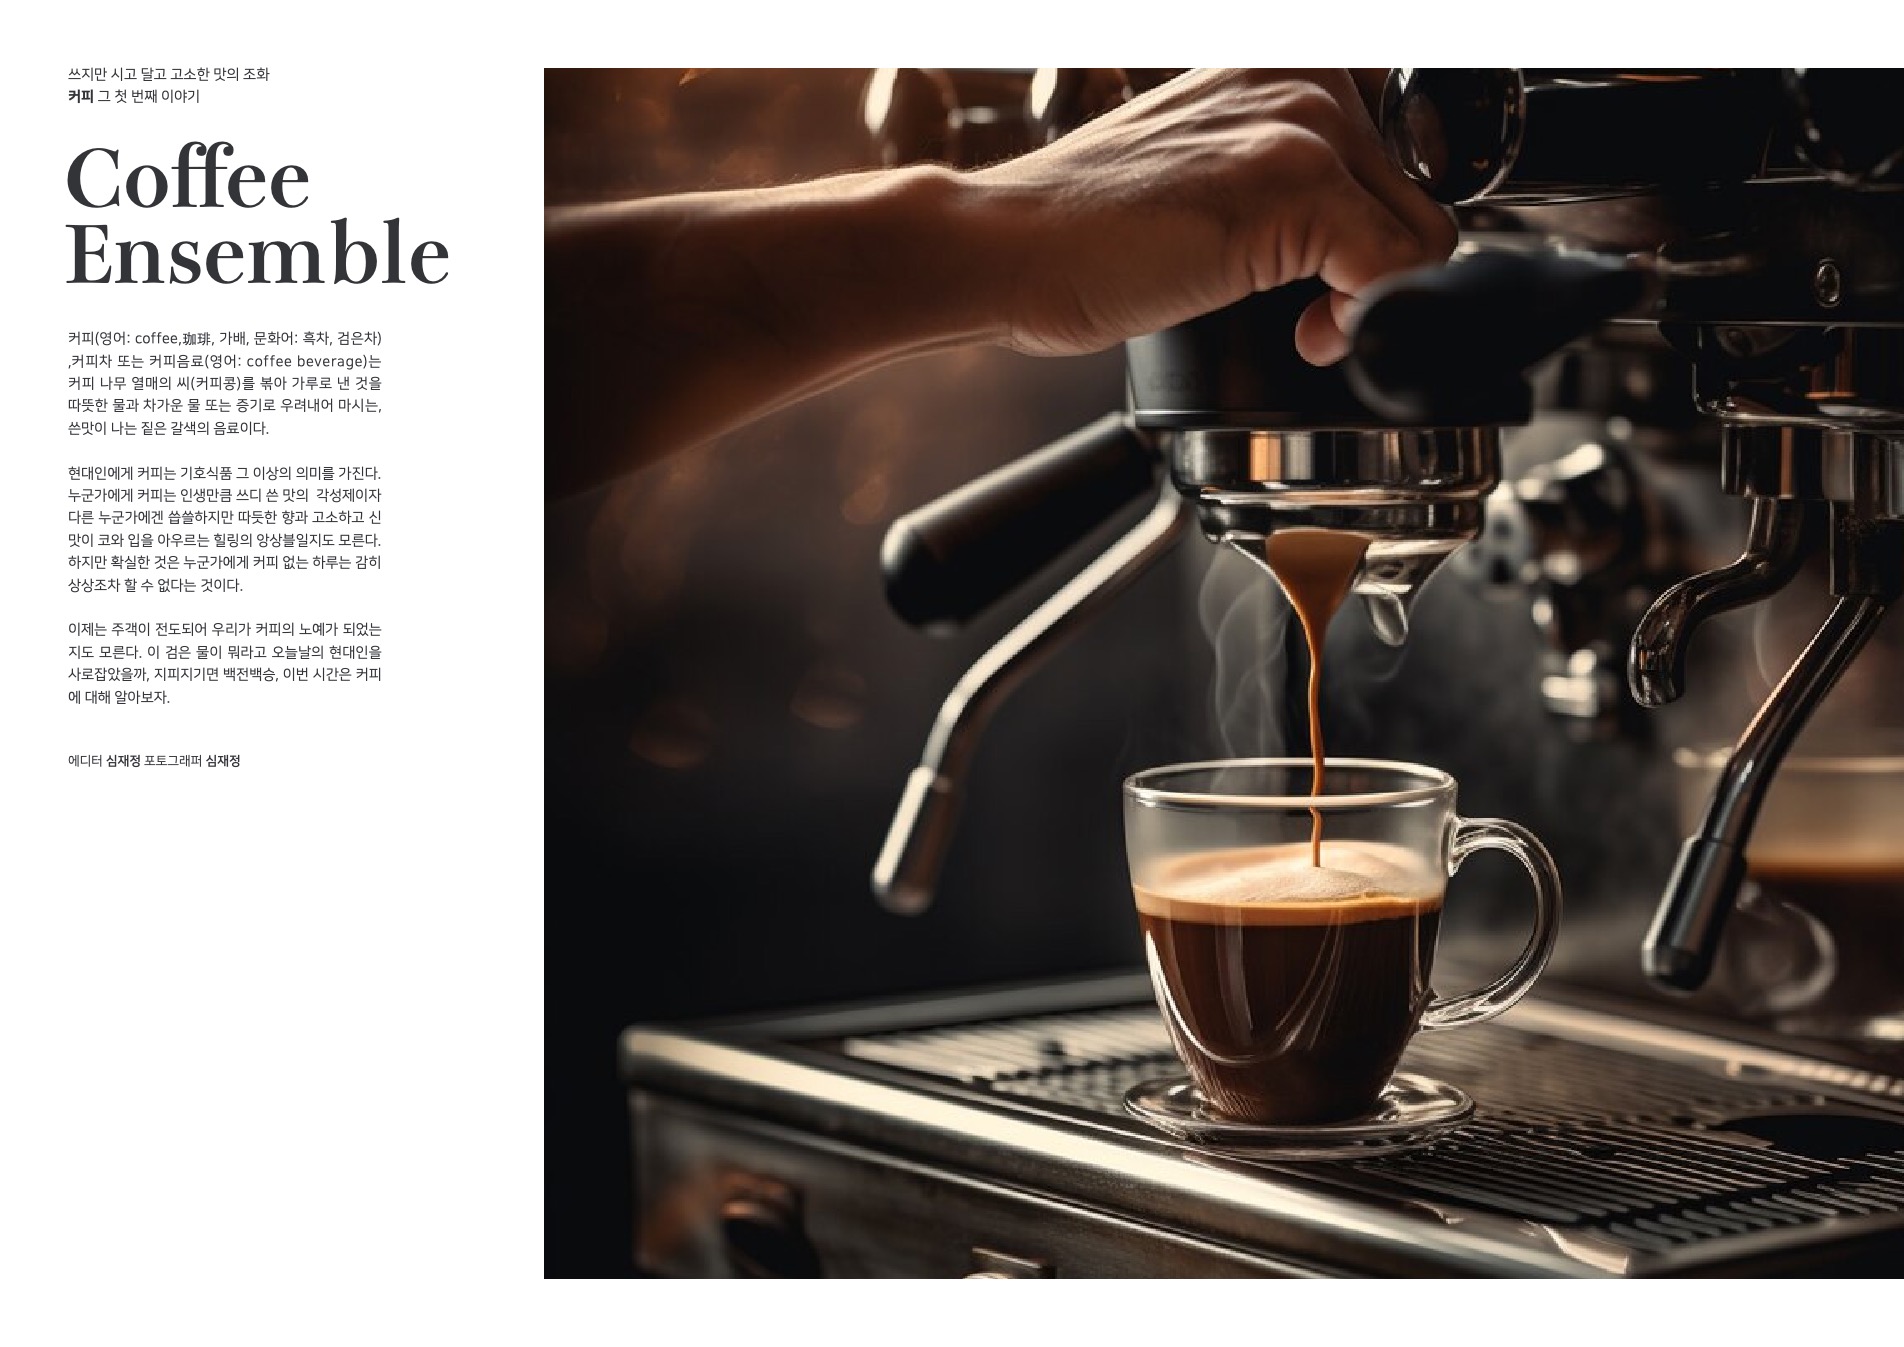 쓰지만 시고 달고 고소한 맛의 조화
커피 그 첫 번째 이야기
Coffee
Ensemble
커피(영어: coffee,珈琲, 가배, 문화어: 흑차, 검은차)
,커피차 또는 커피음료(영어: coffee beverage)는
커피 나무 열매의 씨(커피콩)를 볶아 가루로 낸 것을
따뜻한 물과 차가운 물 또는 증기로 우려내어 마시는,
쓴맛이 나는 짙은 갈색의 음료이다.
현대인에게 커피는 기호식품 그 이상의 의미를 가진다.
누군가에게 커피는 인생만큼 쓰디 쓴 맛의 각성제이자
다른 누군가에겐 씁쓸하지만 따듯한 향과 고소하고 신
맛이 코와 입을 아우르는 힐링의 앙상블일지도 모른다.
하지만 확실한 것은 누군가에게 커피 없는 하루는 감히
상상조차 할 수 없다는 것이다.
이제는 주객이 전도되어 우리가 커피의 노예가 되었는
지도 모른다. 이 검은 물이 뭐라고 오늘날의 현대인을
사로잡았을까, 지피지기면 백전백승, 이번 시간은 커피
에 대해 알아보자.
에디터 심재정 포토그래퍼 심재정